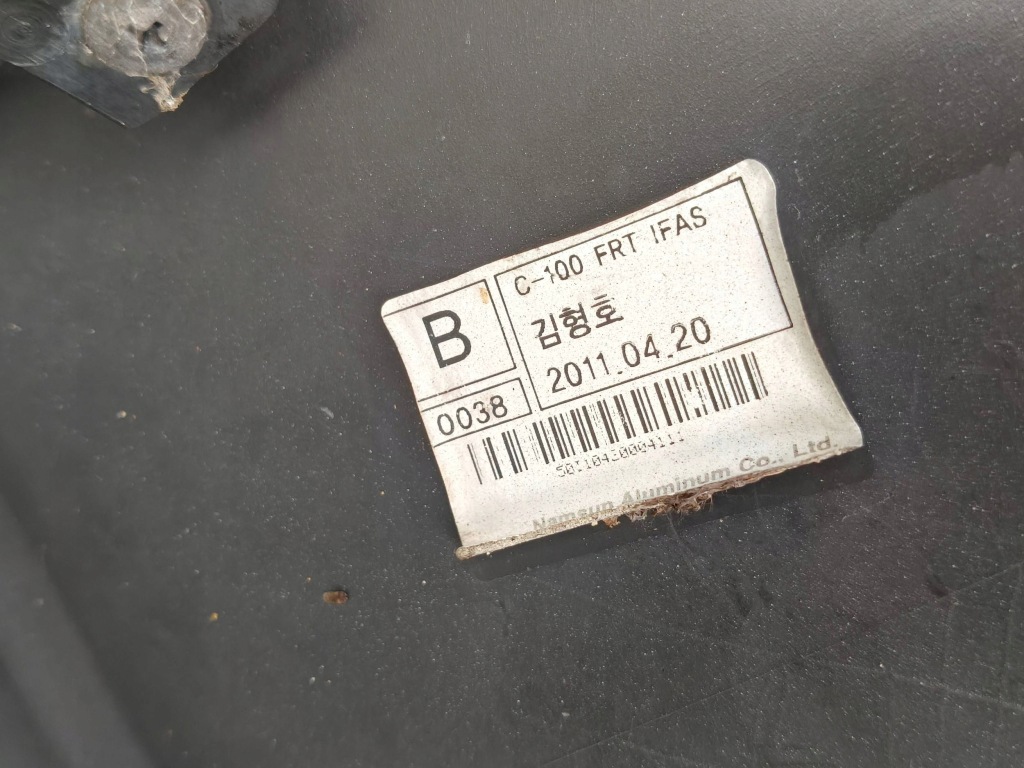 B
C-100 FRT IFAS
김형호
2011.04.20
0038
Namsun Aluminum Co., Ltd.